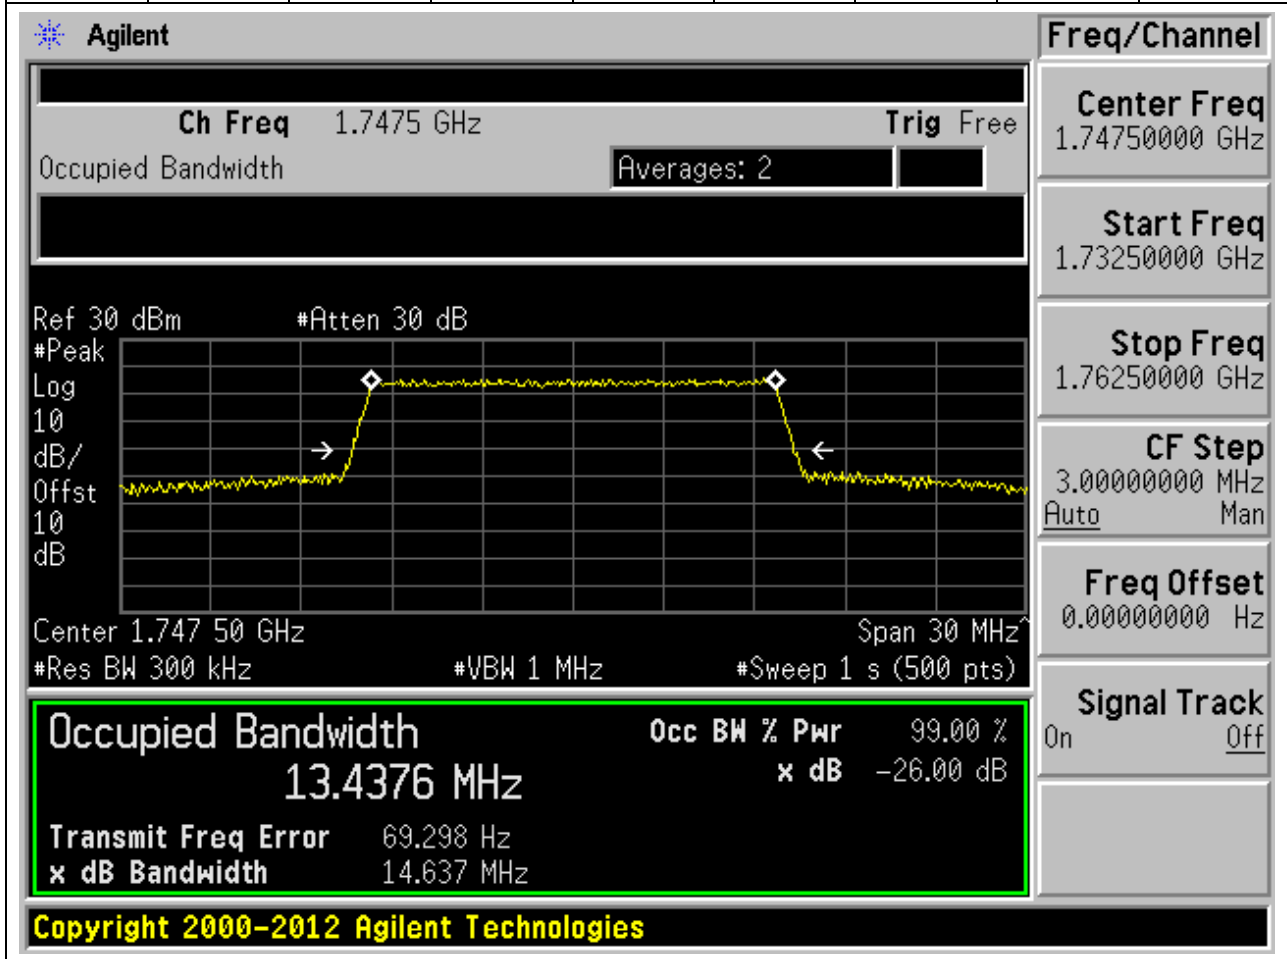 Agilent
Freq/Channel
Ch Freq 1.7475 GHz Trig Free
Occupied Bandwidth Averages: 2
Center Freq
1.74750000 GHz
Start Freq
1.73250000 GHz
Stop Freq
1.76250000 GHz
CF Step
3.00000000 MHz
Auto Man
Freq Offset
0.00000000 Hz
Signal Track
On Off
Ref 30 dBm #Atten 30 dB
#Peak
Log
10
dB/
Offst
10
dB
Center 1.747 50 GHz Span 30 MHz^
#Res BW 300 kHz #VBW 1 MHz #Sweep 1 s (500 pts)
Occupied Bandwidth Occ BW % Pwr 99.00 %
13.4376 MHz x dB -26.00 dB
Transmit Freq Error 69.298 Hz
x dB Bandwidth 14.637 MHz
Copyright 2000-2012 Agilent Technologies